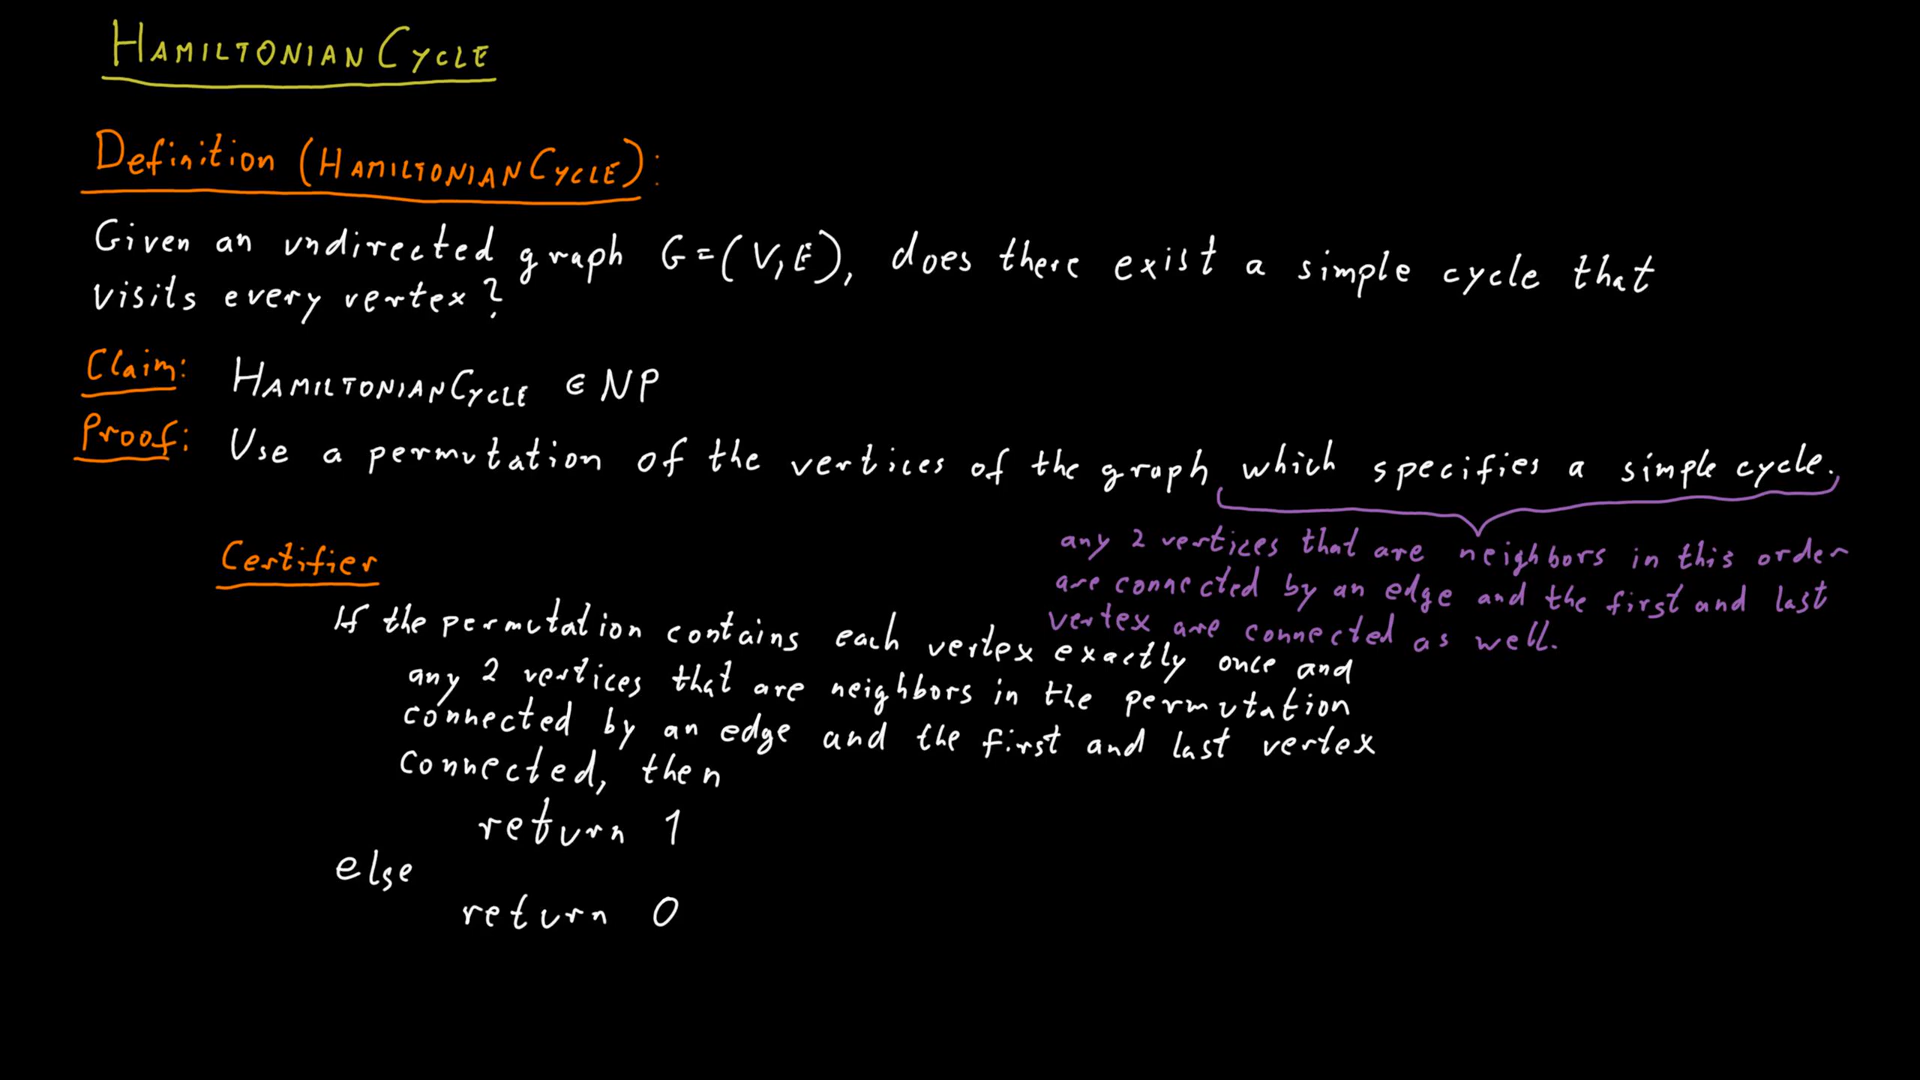 HAMILTONIANCYCLE
Definition (HAMILTONIANCYCLE):
Given an undirected graph G=(V,E), does there exist a simple cycle that
visits every vertex?
Claim: HAMILTONIANCYCLE ∈ NP
Proof: Use a permutation of the vertices of the graph which specifies a simple cycle.
any 2 vertices that are neighbors in this order
are connected by an edge and the first and last
vertex are connected as well.
Certifier
If the permutation contains each vertex exactly once and
any 2 vertices that are neighbors in the permutation
connected by an edge and the first and last vertex
connected, then
return 1
else
return 0